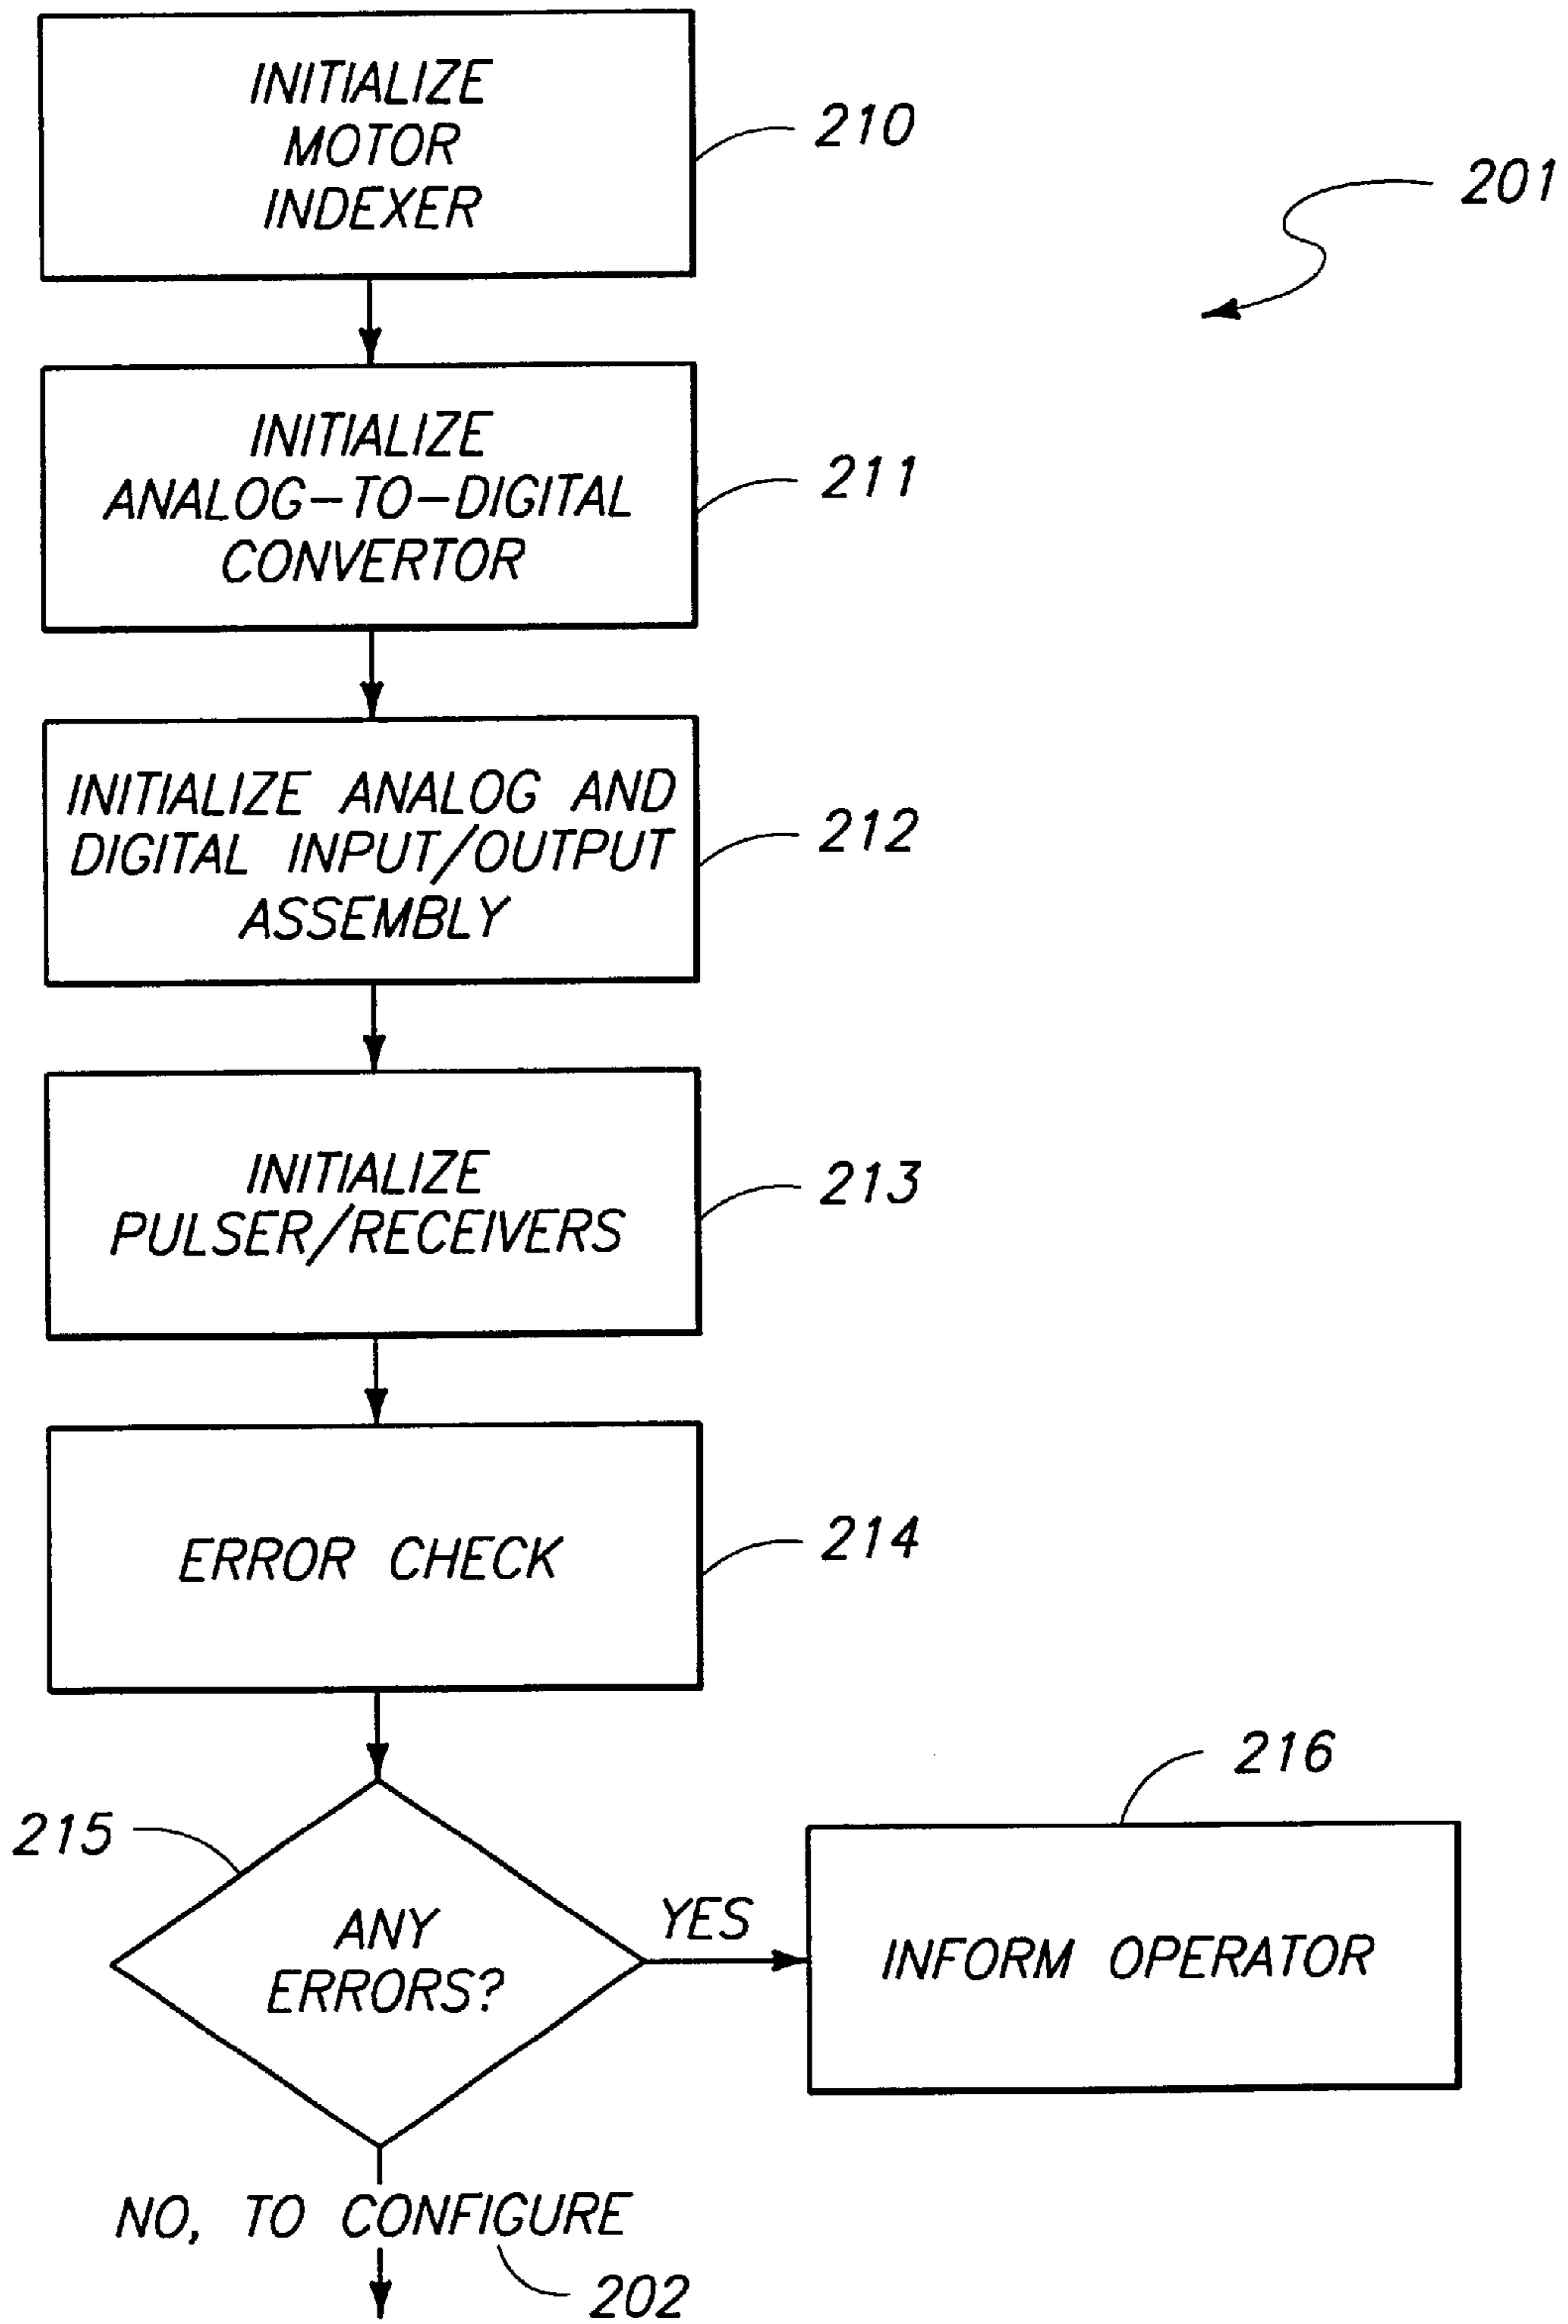 INITIALIZE
MOTOR
INDEXER
210
201
INITIALIZE
ANALOG-TO-DIGITAL
CONVERTOR
211
INITIALIZE ANALOG AND
DIGITAL INPUT/OUTPUT
ASSEMBLY
212
INITIALIZE
PULSER/RECEIVERS
213
ERROR CHECK
214
215
ANY
ERRORS?
YES
216
INFORM OPERATOR
NO, TO CONFIGURE
202